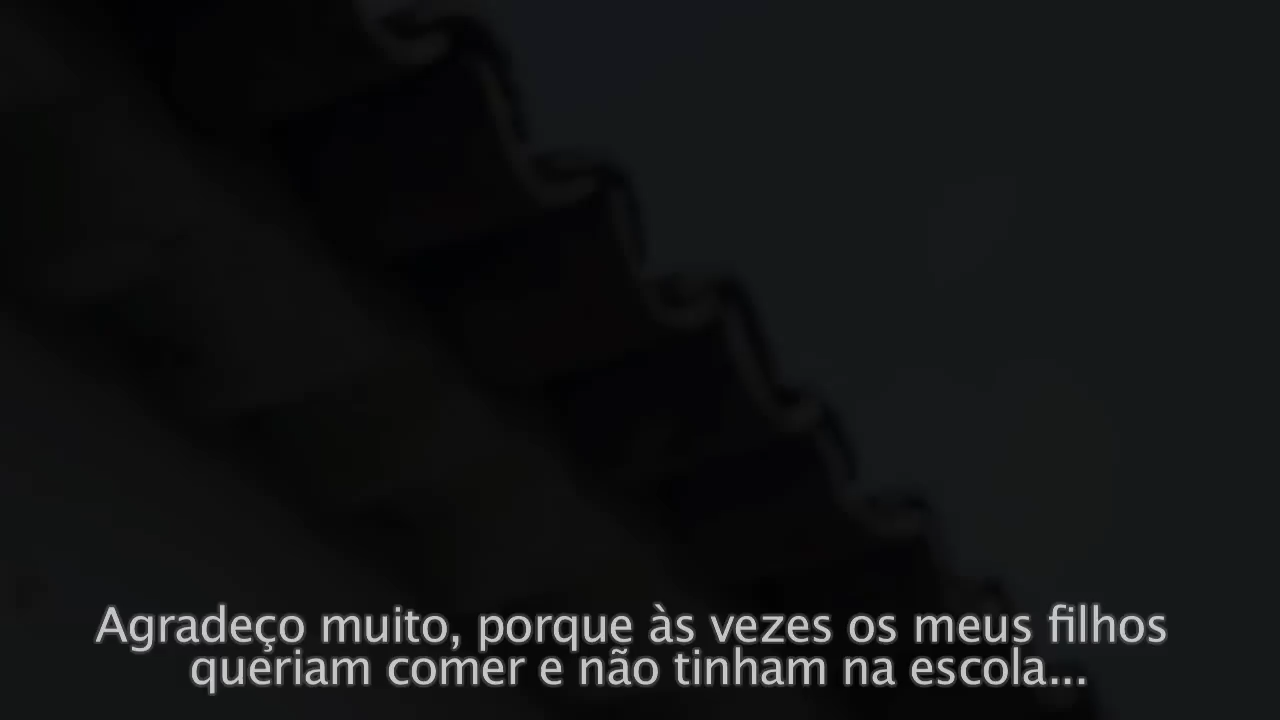 Agradeço muito, porque às vezes os meus filhos
queriam comer e não tinham na escola...